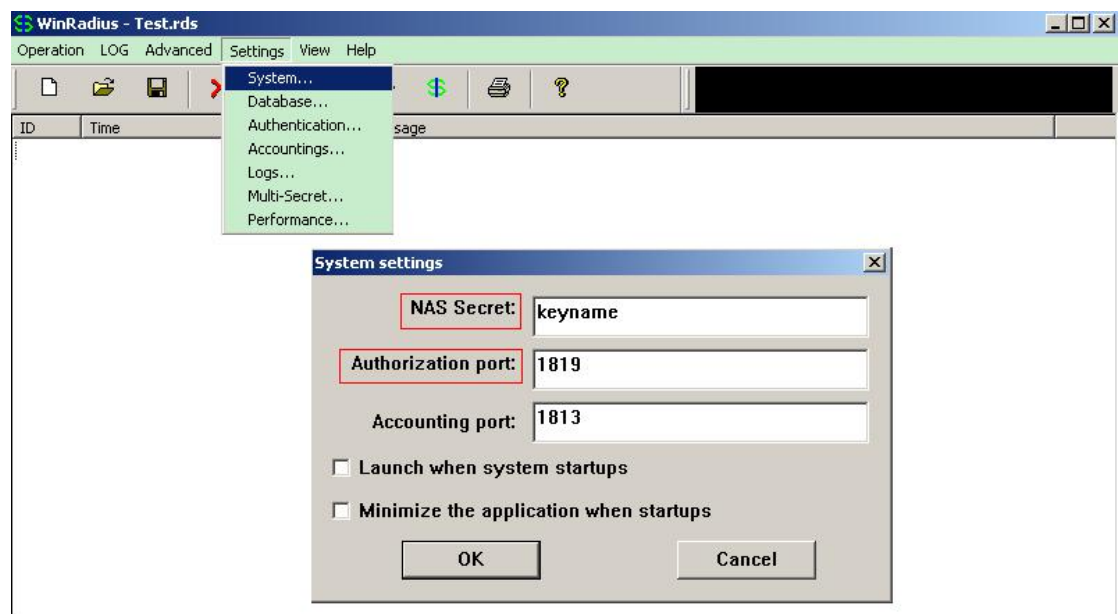 WinRadius - Test.rds
Operation LOG Advanced Settings View Help
System...
Database...
Authentication...
Accountings...
Logs...
Multi-Secret...
Performance...
ID Time sage
System settings
NAS Secret: keyname
Authorization port: 1819
Accounting port: 1813
Launch when system startups
Minimize the application when startups
OK Cancel